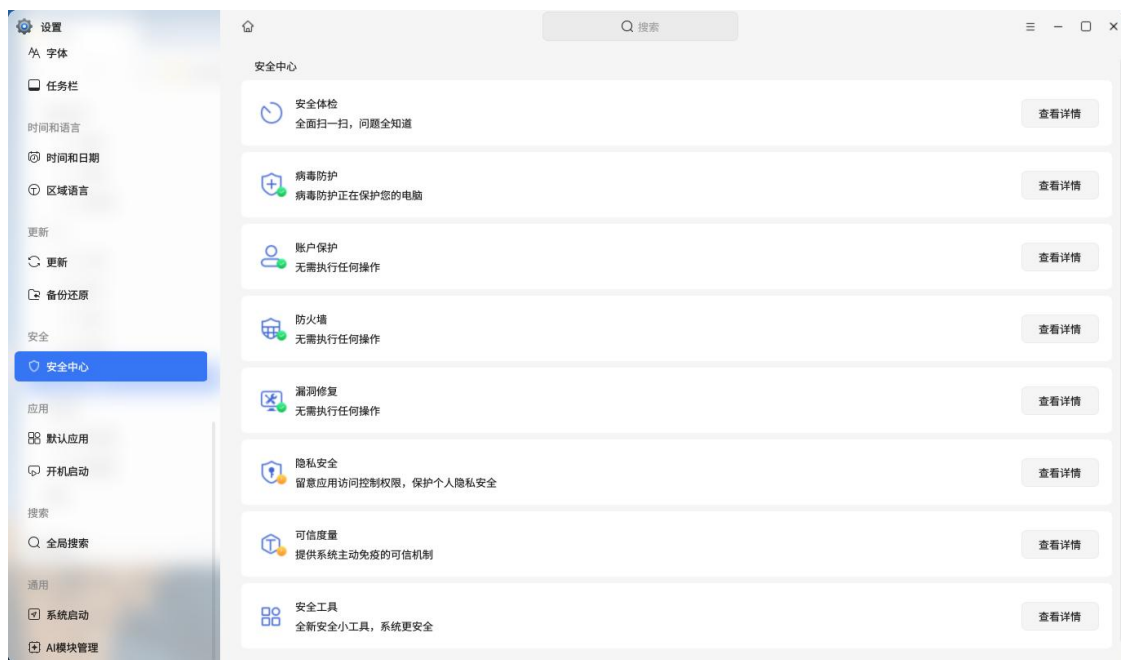 设置
字体
任务栏
时间和语言
时间和日期
区域语言
更新
更新
备份还原
安全
安全中心
应用
默认应用
开机启动
搜索
全局搜索
通用
系统启动
AI模块管理
搜索
安全中心
安全体检
全面扫一扫，问题全知道
查看详情
病毒防护
病毒防护正在保护您的电脑
查看详情
账户保护
无需执行任何操作
查看详情
防火墙
无需执行任何操作
查看详情
漏洞修复
无需执行任何操作
查看详情
隐私安全
留意应用访问控制权限，保护个人隐私安全
查看详情
可信度量
提供系统主动免疫的可信机制
查看详情
安全工具
全新安全小工具，系统更安全
查看详情